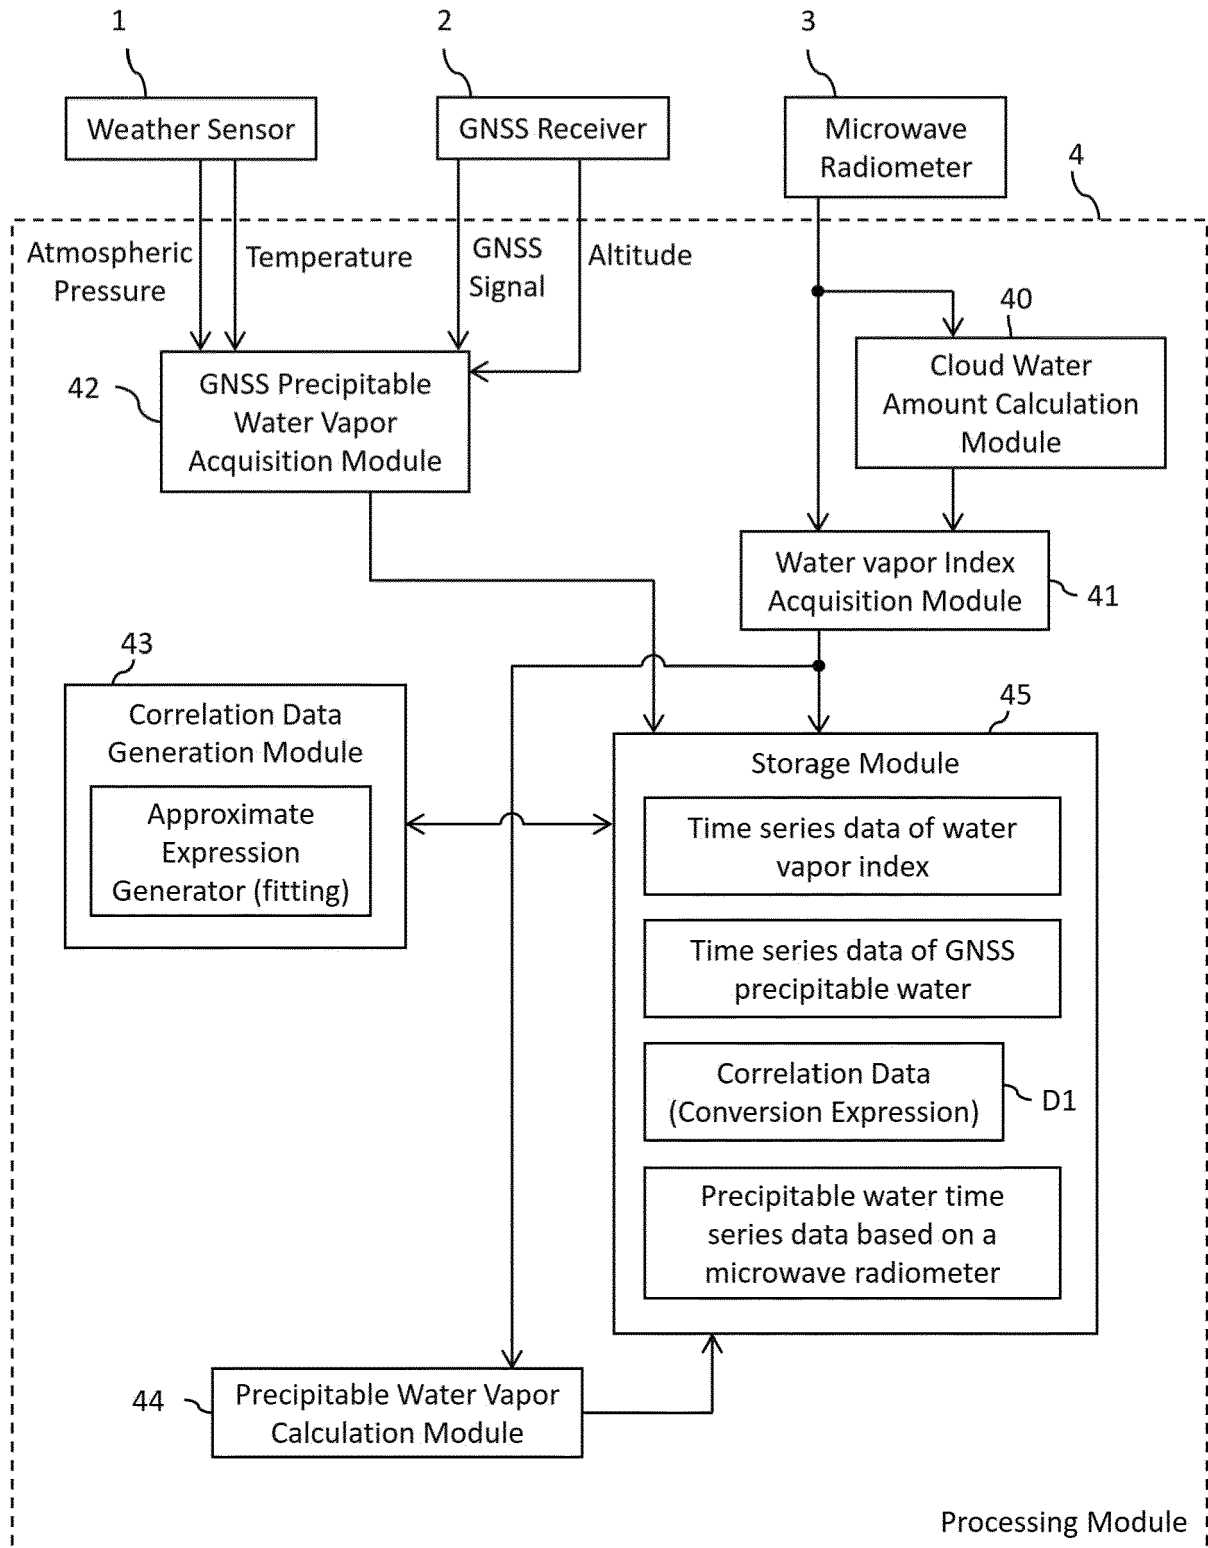 1
2
3
Weather Sensor
GNSS Receiver
Microwave
Radiometer
4
Atmospheric
Pressure
Temperature
GNSS
Signal
Altitude
40
Cloud Water
Amount Calculation
Module
42
GNSS Precipitable
Water Vapor
Acquisition Module
Water vapor Index
Acquisition Module
41
43
Correlation Data
Generation Module
Approximate
Expression
Generator (fitting)
45
Storage Module
Time series data of water
vapor index
Time series data of GNSS
precipitable water
Correlation Data
(Conversion Expression)
D1
Precipitable water time
series data based on a
microwave radiometer
44
Precipitable Water Vapor
Calculation Module
Processing Module